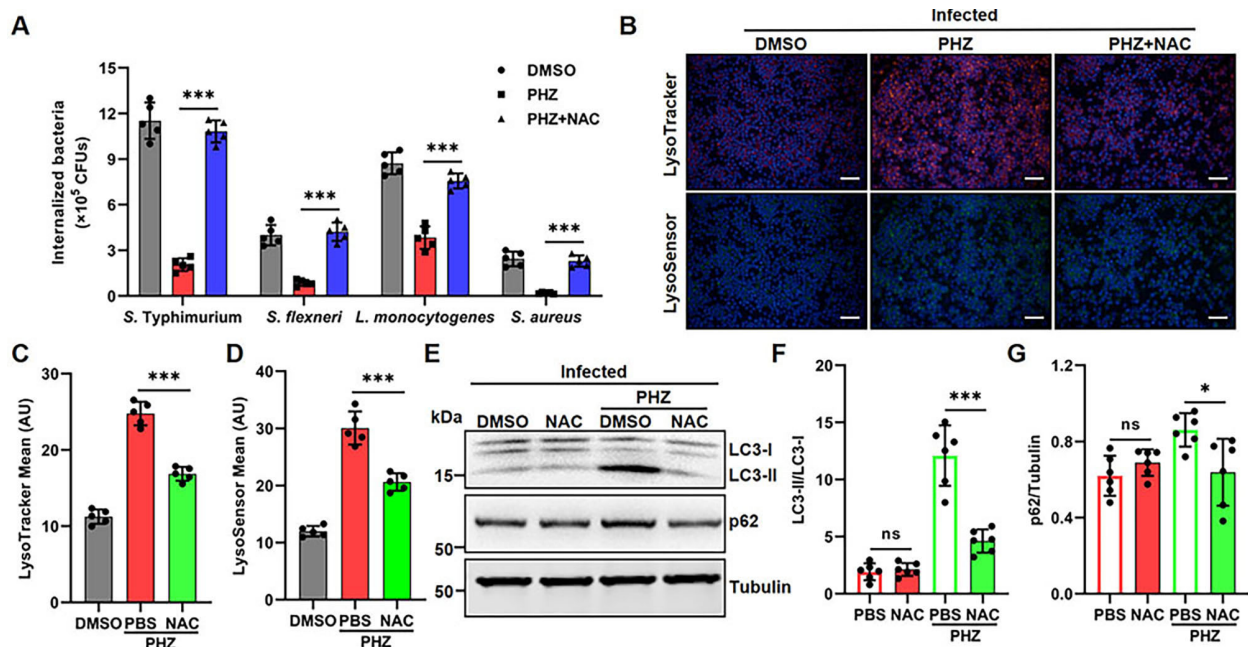 A
Internalized bacteria
(×10⁵ CFUs)
15
12
9
6
3
0
***
***
***
***
DMSO
PHZ
PHZ+NAC
S. Typhimurium
S. flexneri
L. monocytogenes
S. aureus
B
Infected
DMSO
PHZ
PHZ+NAC
LysoTracker
LysoSensor
C
LysoTracker Mean (AU)
30
20
10
0
***
DMSO
PBS
NAC
PHZ
D
LysoSensor Mean (AU)
40
30
20
10
0
***
DMSO
PBS
NAC
PHZ
E
Infected
PHZ
kDa
DMSO
NAC
DMSO
NAC
LC3-I
15
LC3-II
p62
50
50
Tubulin
F
LC3-II/LC3-I
20
15
10
5
0
ns
***
PBS
NAC
PBS
NAC
PHZ
G
p62/Tubulin
1.2
0.9
0.6
0.3
0.0
ns
*
PBS
NAC
PBS
NAC
PHZ